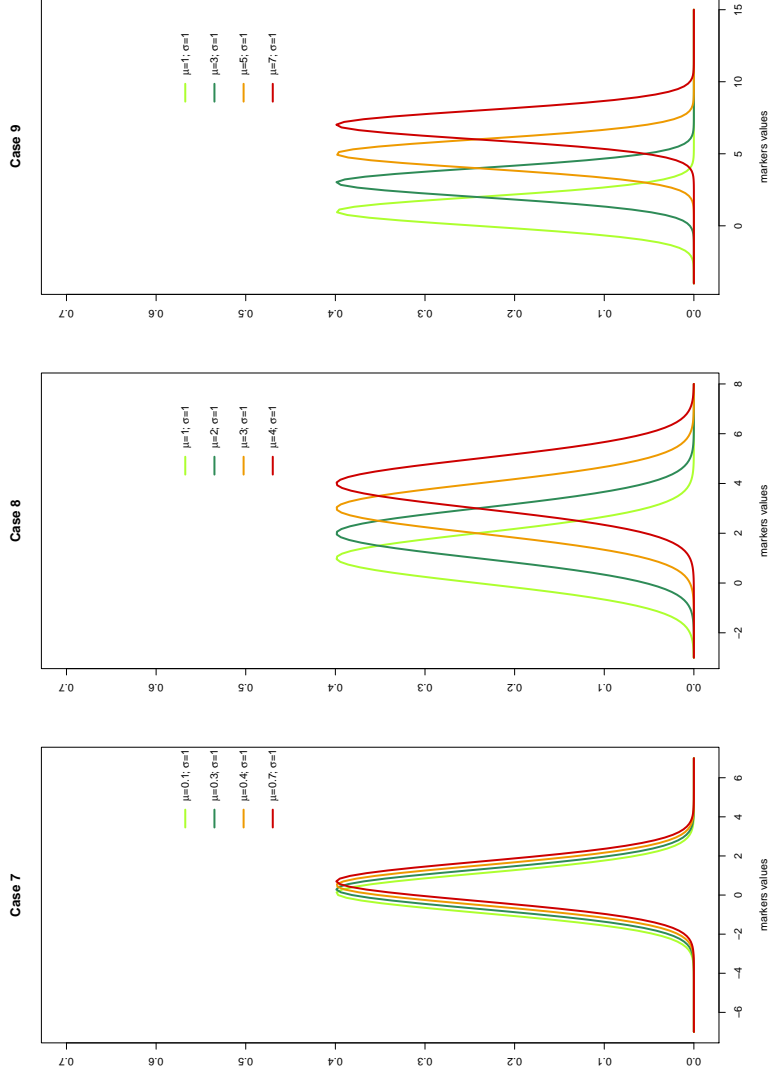 Case 7
μ=0.1; σ=1
μ=0.3; σ=1
μ=0.4; σ=1
μ=0.7; σ=1
0.0
0.1
0.2
0.3
0.4
0.5
0.6
0.7
−6
−4
−2
0
2
4
6
markers values
Case 8
μ=1; σ=1
μ=2; σ=1
μ=3; σ=1
μ=4; σ=1
0.0
0.1
0.2
0.3
0.4
0.5
0.6
0.7
−2
0
2
4
6
8
markers values
Case 9
μ=1; σ=1
μ=3; σ=1
μ=5; σ=1
μ=7; σ=1
0.0
0.1
0.2
0.3
0.4
0.5
0.6
0.7
0
5
10
15
markers values